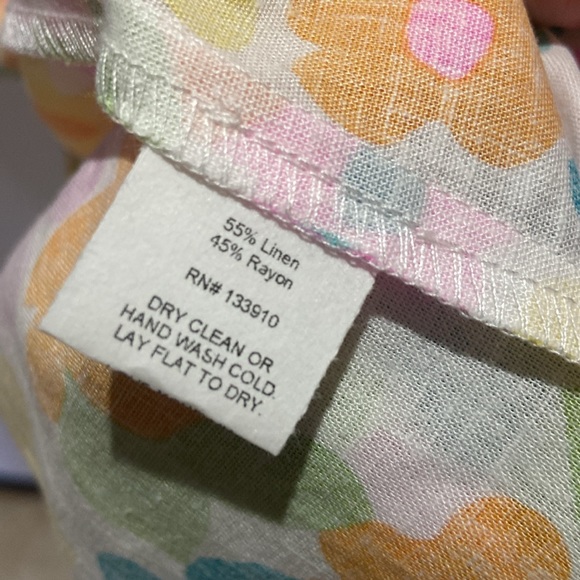 55% Linen
45% Rayon
RN# 133910
DRY CLEAN OR
HAND WASH COLD.
LAY FLAT TO DRY.